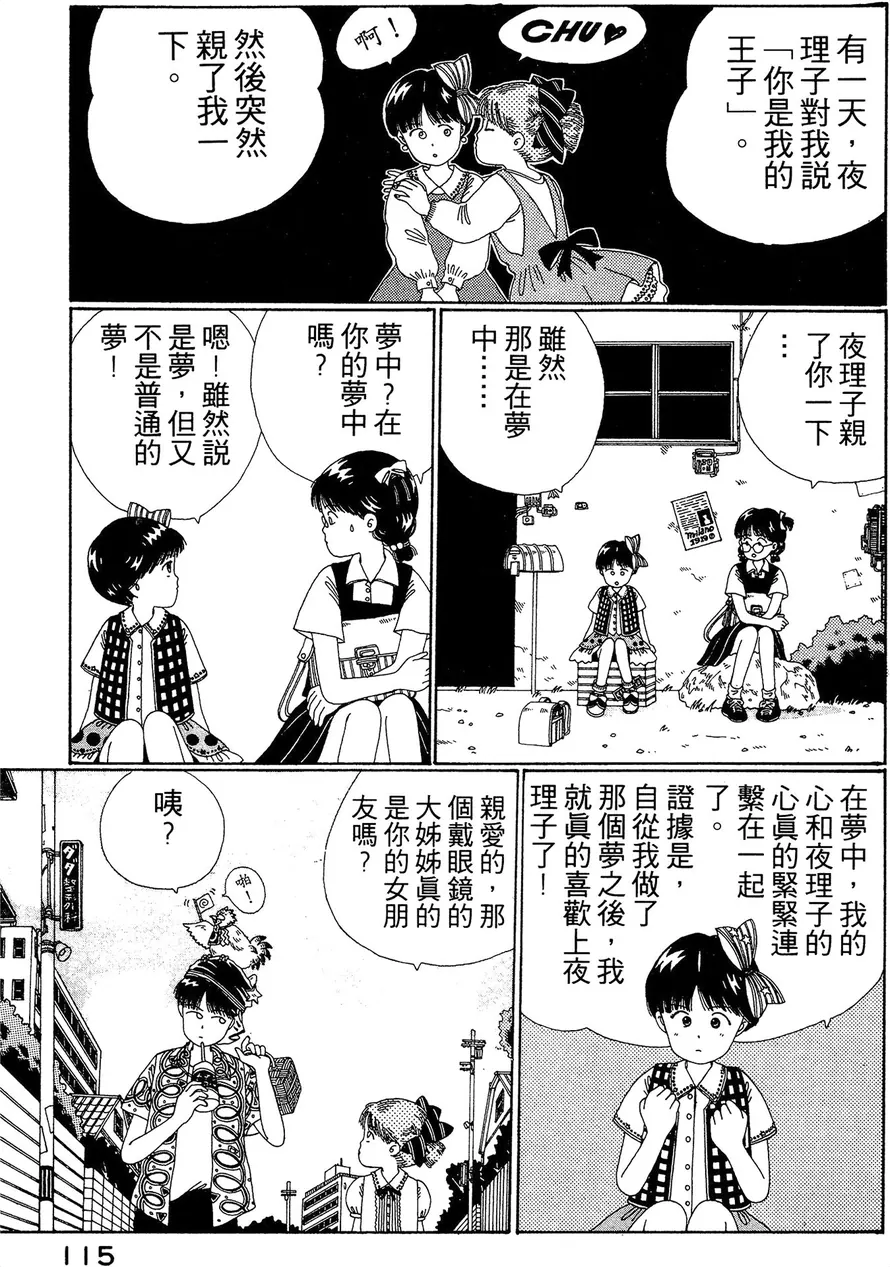 有一天，夜
理子對我說
「你是我的
王子」。
CHU♥
啊！
然後突然
親了我一
下。
夜理子親
了你一下
⋯
雖然
那是在夢
中⋯⋯
milano
夢中？在
你的夢中
嗎？
嗯！雖然說
是夢，但又
不是普通的
夢！
在夢中，我的
心和夜理子的
心真的緊緊連
繫在一起
了。
證據是，
自從我做了
那個夢之後，我
就真的喜歡上夜
理子了！
親愛的，那
個戴眼鏡的
大姊姊真的
是你的女朋
友嗎？
啪！
咦？
115